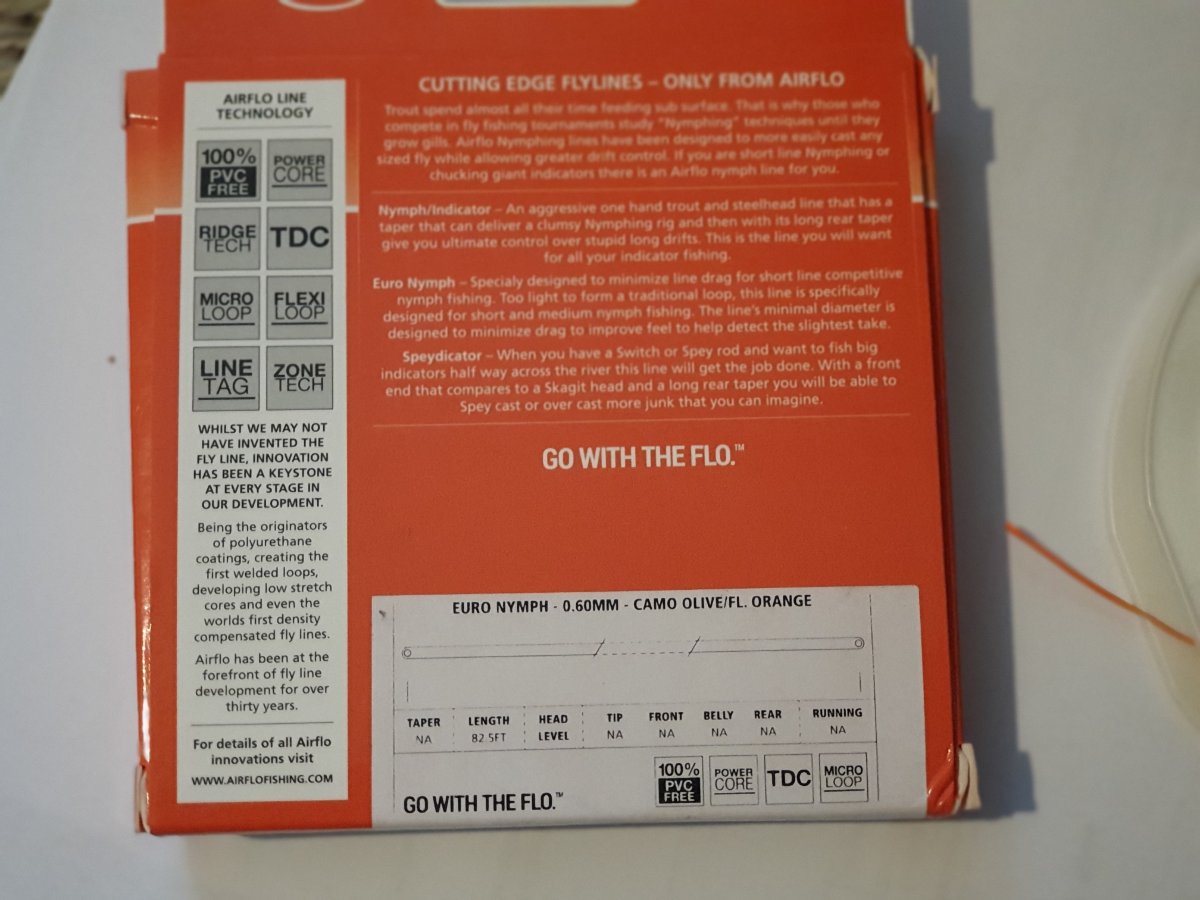 AIRFLO LINE
TECHNOLOGY
100%
PVC
FREE
POWER
CORE
RIDGE
TECH
TDC
MICRO
LOOP
FLEXI
LOOP
LINE
TAG
ZONE
TECH
WHILST WE MAY NOT
HAVE INVENTED THE
FLY LINE, INNOVATION
HAS BEEN A KEYSTONE
AT EVERY STAGE IN
OUR DEVELOPMENT.
Being the originators
of polyurethane
coatings, creating the
first welded loops,
developing low stretch
cores and even the
worlds first density
compensated fly lines.
Airflo has been at the
forefront of fly line
development for over
thirty years.
For details of all Airflo
innovations visit
WWW.AIRFLOFISHING.COM
CUTTING EDGE FLYLINES – ONLY FROM AIRFLO
Trout spend almost all their time feeding sub surface. That is why those who
compete in fly fishing tournaments study "Nymphing" techniques until they
grow gills. Airflo Nymphing lines have been designed to more easily cast any
sized fly while allowing greater drift control. If you are short line Nymphing or
chucking giant indicators there is an Airflo nymph line for you.
Nymph/Indicator – An aggressive one hand trout and steelhead line that has a
taper that can deliver a clumsy Nymphing rig and then with its long rear taper
give you ultimate control over stupid long drifts. This is the line you will want
for all your indicator fishing.
Euro Nymph – Specialy designed to minimize line drag for short line competitive
nymph fishing. Too light to form a traditional loop, this line is specifically
designed for short and medium nymph fishing. The line's minimal diameter is
designed to minimize drag to improve feel to help detect the slightest take.
Speydicator – When you have a Switch or Spey rod and want to fish big
indicators half way across the river this line will get the job done. With a front
end that compares to a Skagit head and a long rear taper you will be able to
Spey cast or over cast more junk that you can imagine.
GO WITH THE FLO.™
EURO NYMPH - 0.60MM - CAMO OLIVE/FL. ORANGE
TAPER LENGTH HEAD TIP FRONT BELLY REAR RUNNING
NA 82.5FT LEVEL NA NA NA NA NA
GO WITH THE FLO.™
100%
PVC
FREE
POWER
CORE
TDC
MICRO
LOOP